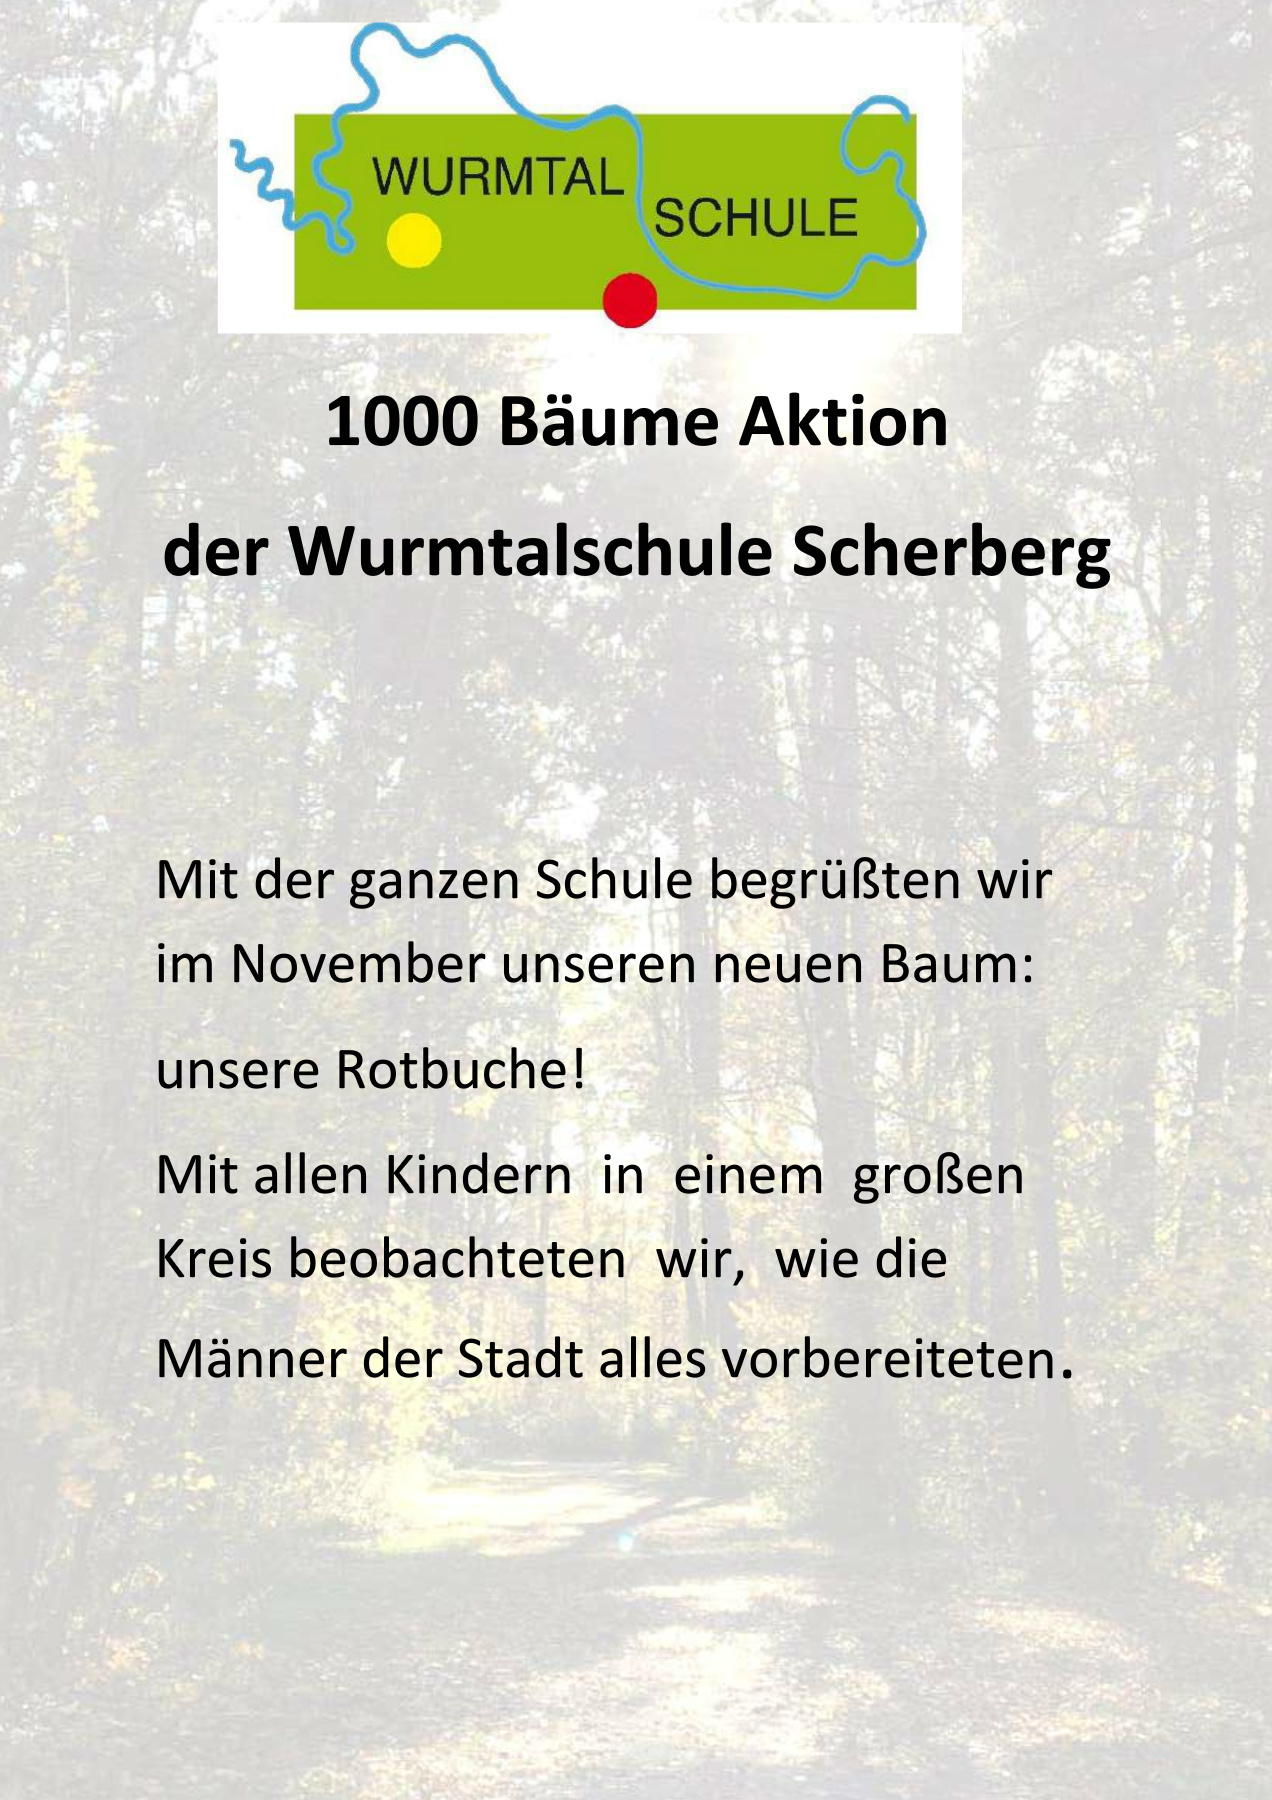 WURMTAL
SCHULE
1000 Bäume Aktion
der Wurmtalschule Scherberg
Mit der ganzen Schule begrüßten wir
im November unseren neuen Baum:
unsere Rotbuche!
Mit allen Kindern in einem großen
Kreis beobachteten wir, wie die
Männer der Stadt alles vorbereiteten.